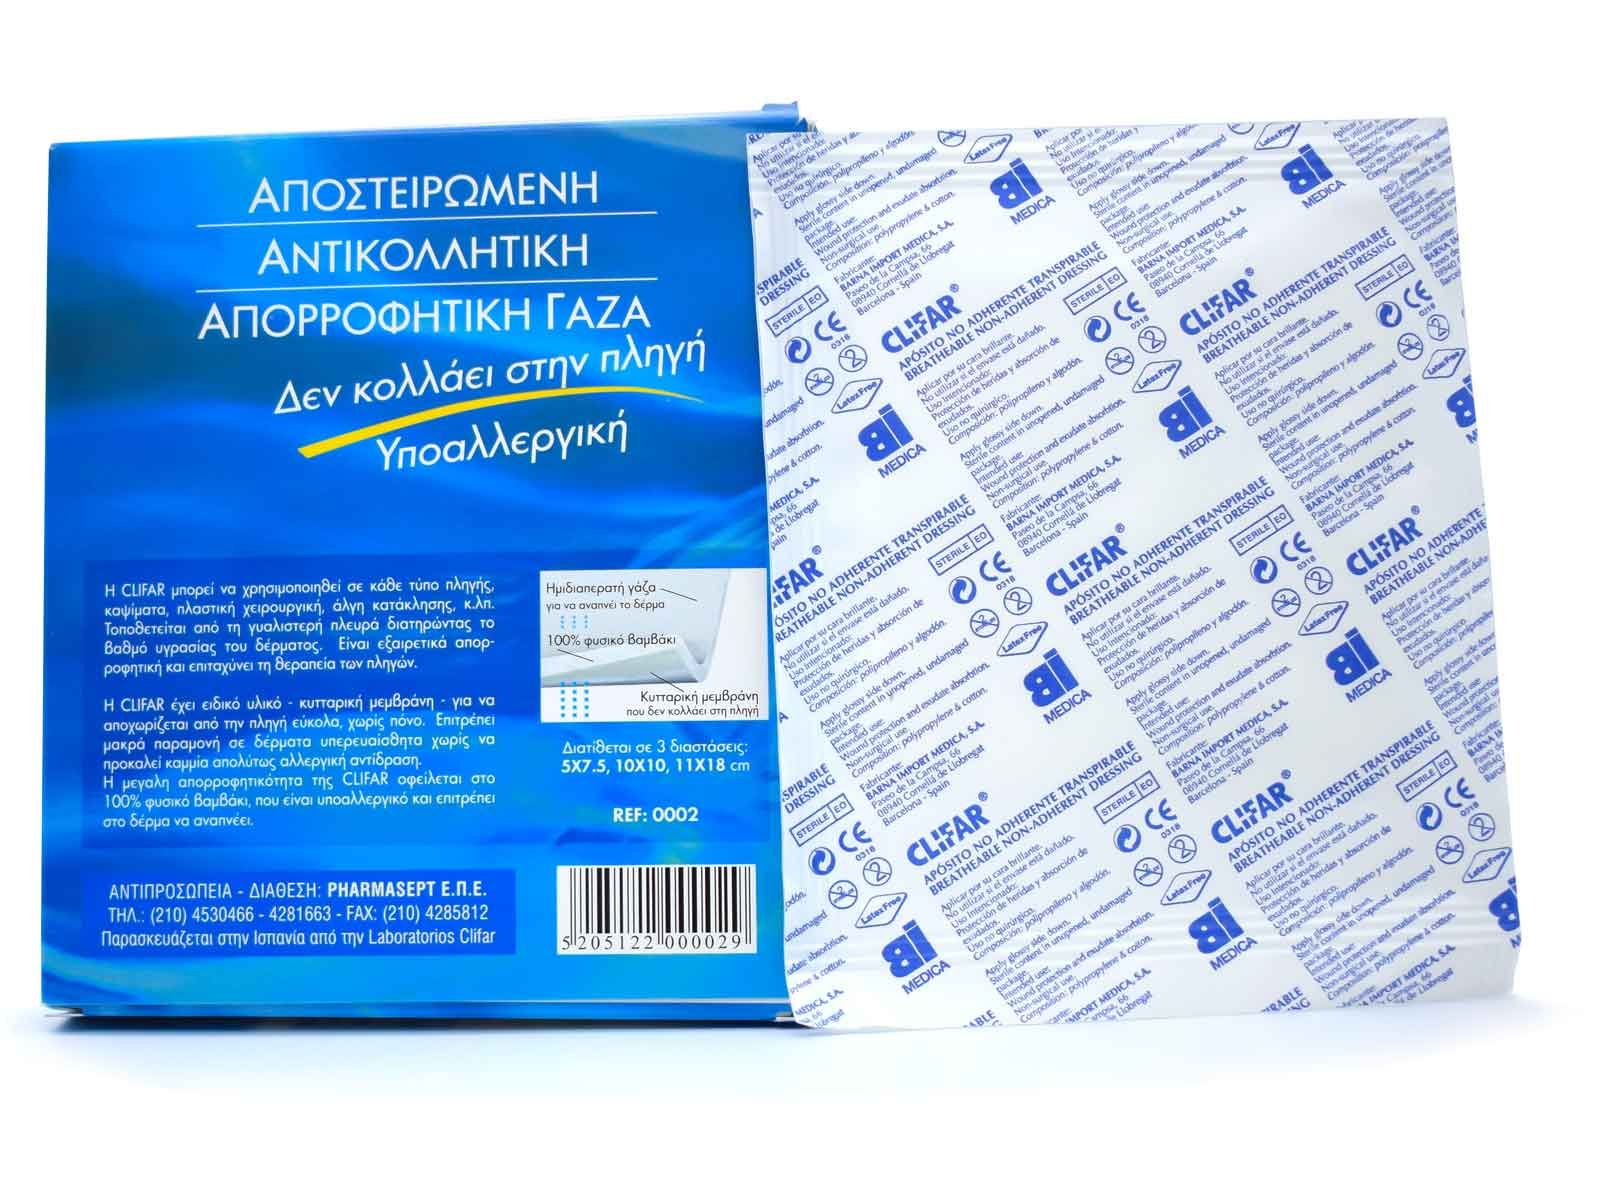 ΑΠΟΣΤΕΙΡΩΜΕΝΗ
ΑΝΤΙΚΟΛΛΗΤΙΚΗ
ΑΠΟΡΡΟΦΗΤΙΚΗ ΓΑΖΑ
Δεν κολλάει στην πληγή
Υποαλλεργική
Η CLIFAR μπορεί να χρησιμοποιηθεί σε κάθε τύπο πληγής,
καψίματα, πλαστική χειρουργική, άλγη κατάκλησης, κ.λπ.
Τοποθετείται από τη γυαλιστερή πλευρά διατηρώντας το
βαθμό υγρασίας του δέρματος. Είναι εξαιρετικά απορ-
ροφητική και επιταχύνει τη θεραπεία των πληγών.
Η CLIFAR έχει ειδικό υλικό - κυτταρική μεμβράνη - για να
αποχωρίζεται από την πληγή εύκολα, χωρίς πόνο. Επιτρέπει
μακρά παραμονή σε δέρματα υπερευαίσθητα χωρίς να
προκαλεί καμμία απολύτως αλλεργική αντίδραση.
Η μεγαλη απορροφητικότητα της CLIFAR οφείλεται στο
100% φυσικό βαμβάκι, που είναι υποαλλεργικό και επιτρέπει
στο δέρμα να αναπνέει.
Ημιδιαπερατή γάζα
για να αναπνεί το δέρμα
100% φυσικό βαμβάκι
Κυτταρική μεμβράνη
που δεν κολλάει στη πληγή
Διατίθεται σε 3 διαστάσεις:
5X7.5, 10X10, 11X18 cm
REF: 0002
ΑΝΤΙΠΡΟΣΩΠΕΙΑ - ΔΙΑΘΕΣΗ: PHARMASEPT Ε.Π.Ε.
ΤΗΛ.: (210) 4530466 - 4281663 - FAX: (210) 4285812
Παρασκευάζεται στην Ισπανία από την Laboratorios Clifar
5 205122 000029
CLIFAR®
APÓSITO NO ADHERENTE TRANSPIRABLE
BREATHEABLE NON-ADHERENT DRESSING
Aplicar por su cara brillante.
No utilizar si el envase está dañado.
Uso Intencionado:
Protección de heridas y absorción de
exudados.
Uso no quirúrgico.
Composición: polipropileno y algodón.
Apply glossy side down.
Sterile content in unopened, undamaged
package.
Intended use:
Wound protection and exudate absorbtion.
Non-surgical use.
Composition: polypropylene & cotton.
Fabricante:
BARNA IMPORT MEDICA, S.A.
Paseo de la Campsa, 66
08940 Cornellá de Llobregat
Barcelona - Spain
STERILE EO
CE
0318
2
Latex Free
BI
MEDICA